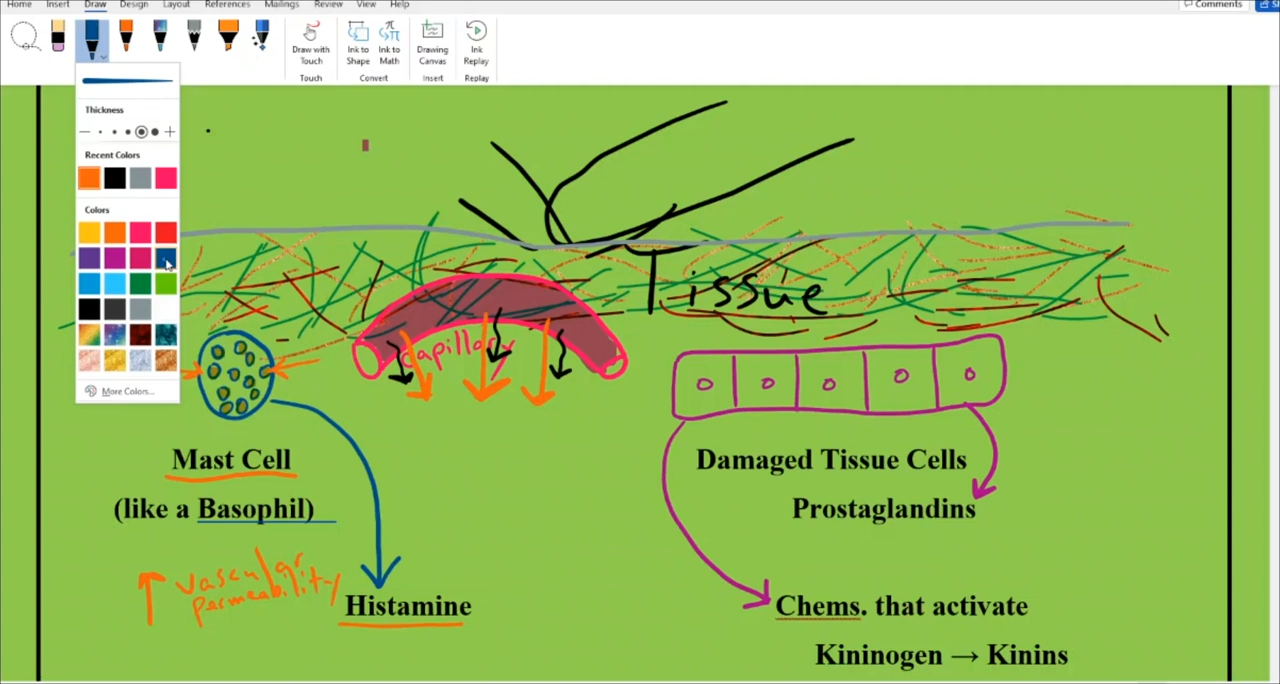 Home Insert Draw Design Layout References Mailings Review View Help
Comments
Draw with Touch
Ink to Shape
Ink to Math
Drawing Canvas
Ink Replay
Touch Convert Insert Replay
Thickness
Recent Colors
Colors
More Colors...
Tissue
Capillary
Mast Cell
(like a Basophil)
↑ vascular
permeability
Histamine
Damaged Tissue Cells
Prostaglandins
Chems. that activate
Kininogen → Kinins